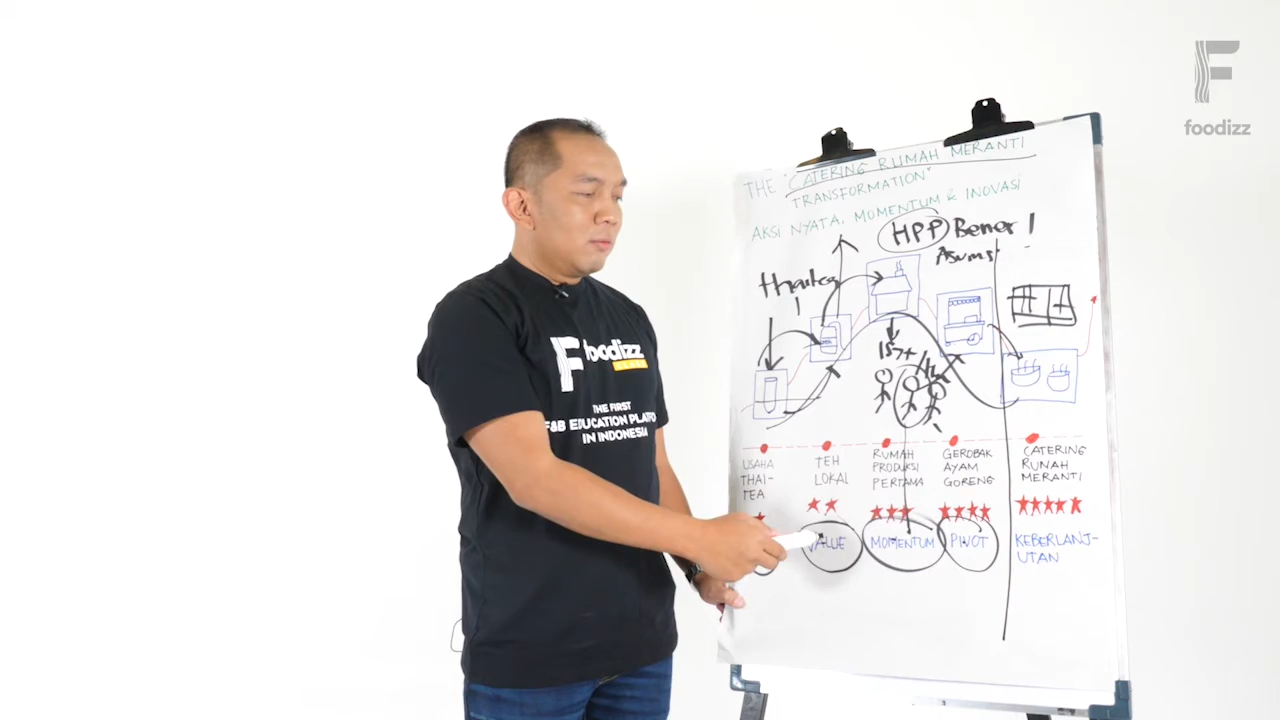 F
foodizz
THE "CATERING RUMAH MERANTI
TRANSFORMATION"
AKSI NYATA, MOMENTUM & INOVASI
HPP Bener!
Asumsi
Thaitea
!
157+
USAHA
THAI-
TEA
TEH
LOKAL
RUMAH
PRODUKSI
PERTAMA
GEROBAK
AYAM
GORENG
CATERING
RUNAH
MERANTI
VALUE
MOMENTUM
PIVOT
KEBERLANJ-
UTAN
F foodizz
THE FIRST
F&B EDUCATION PLATFO
IN INDONESIA